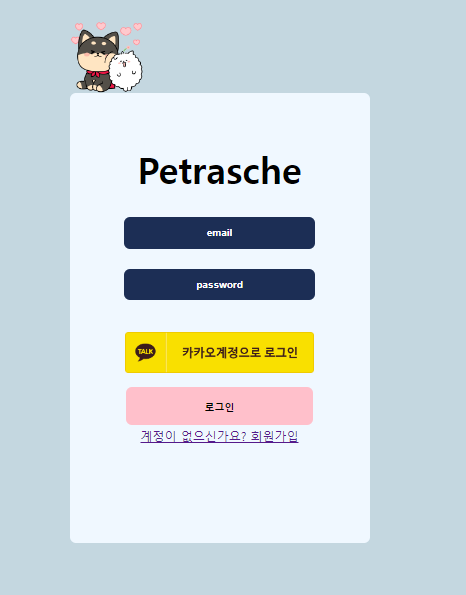 Petrasche
email
password
TALK 카카오계정으로 로그인
로그인
계정이 없으신가요? 회원가입